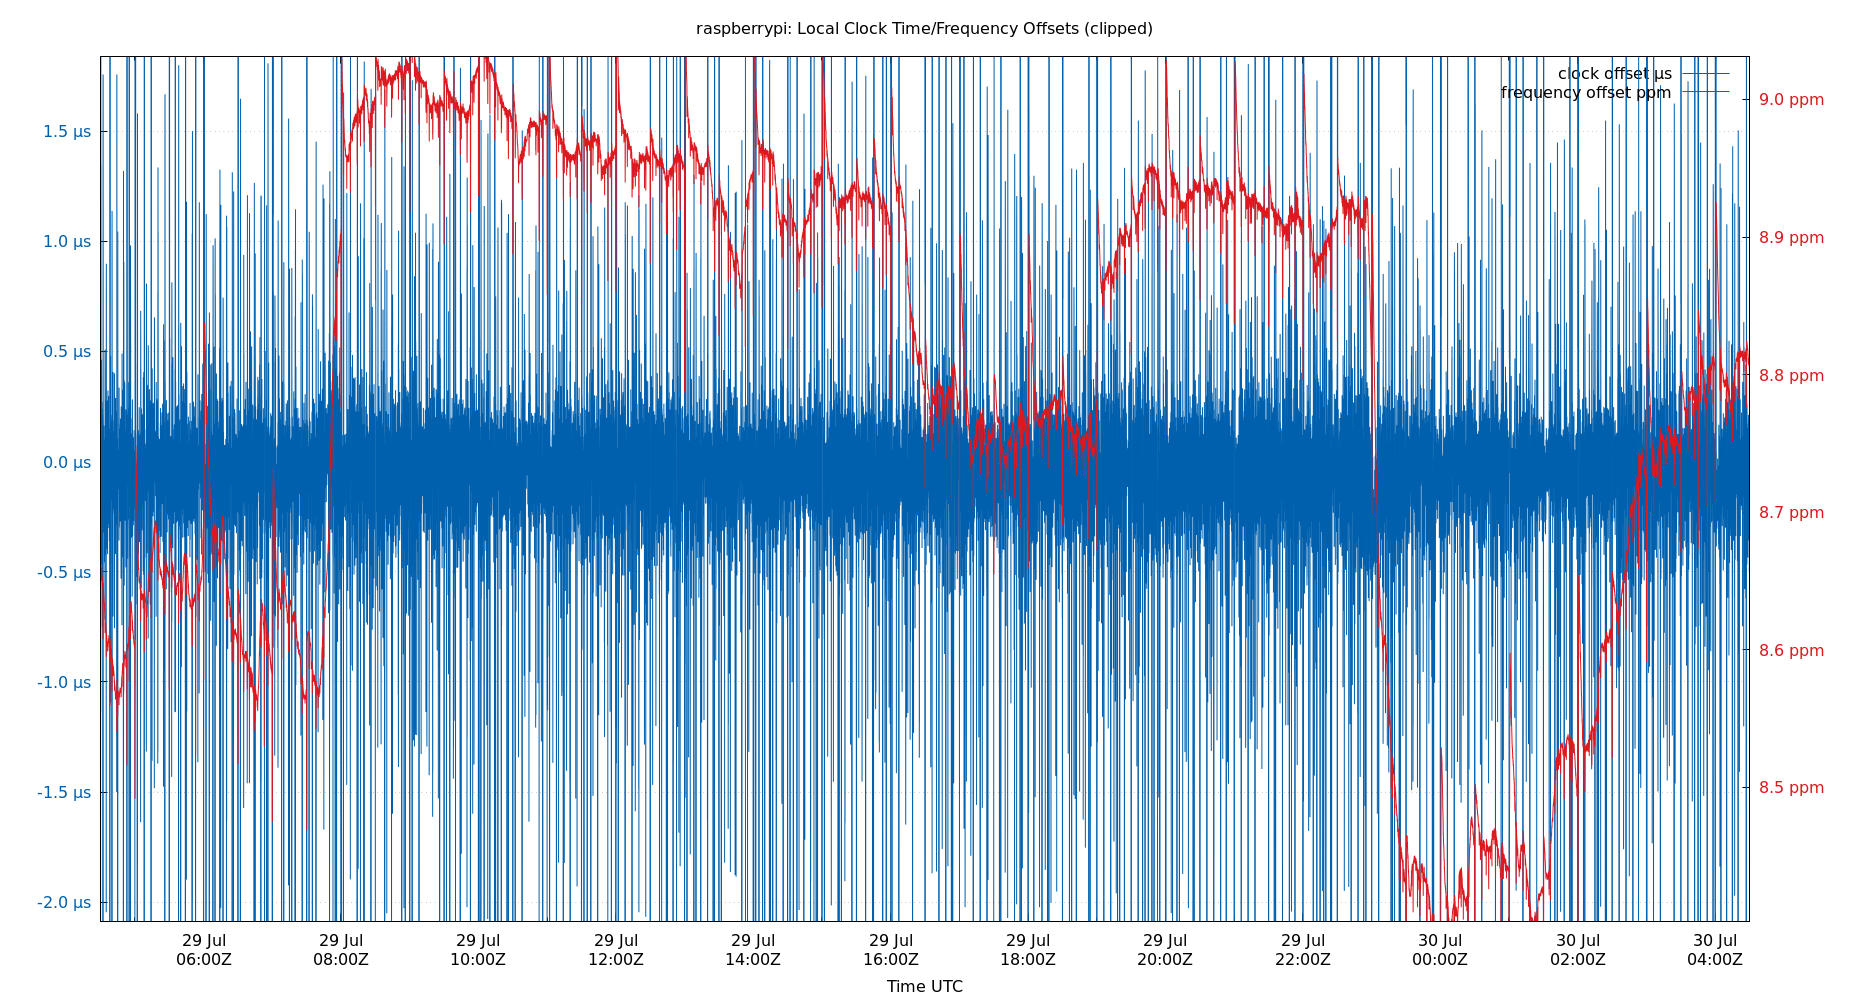 raspberrypi: Local Clock Time/Frequency Offsets (clipped)
clock offset µs
frequency offset ppm
1.5 µs
1.0 µs
0.5 µs
0.0 µs
-0.5 µs
-1.0 µs
-1.5 µs
-2.0 µs
9.0 ppm
8.9 ppm
8.8 ppm
8.7 ppm
8.6 ppm
8.5 ppm
29 Jul 29 Jul 29 Jul 29 Jul 29 Jul 29 Jul 29 Jul 29 Jul 29 Jul 30 Jul 30 Jul 30 Jul
06:00Z 08:00Z 10:00Z 12:00Z 14:00Z 16:00Z 18:00Z 20:00Z 22:00Z 00:00Z 02:00Z 04:00Z
Time UTC